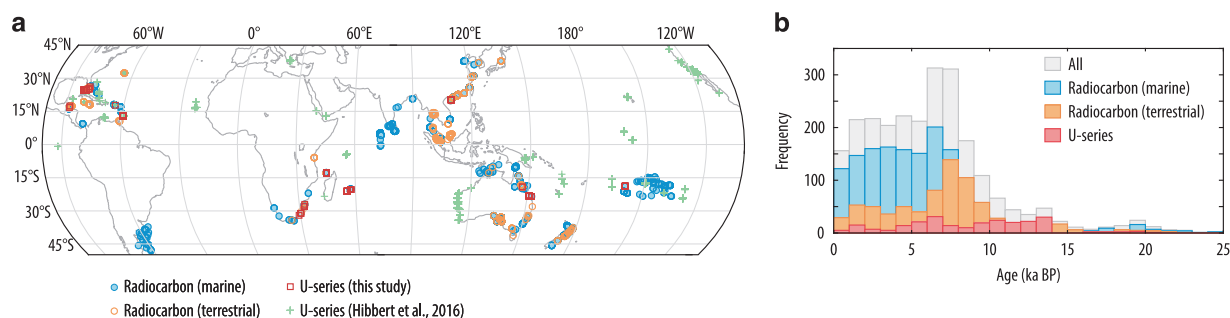 a
60°W 0° 60°E 120°E 180° 120°W
45°N
30°N
15°N
0°
15°S
30°S
45°S
Radiocarbon (marine)
Radiocarbon (terrestrial)
U-series (this study)
U-series (Hibbert et al., 2016)
b
Frequency
300
200
100
0
All
Radiocarbon (marine)
Radiocarbon (terrestrial)
U-series
0 5 10 15 20 25
Age (ka BP)